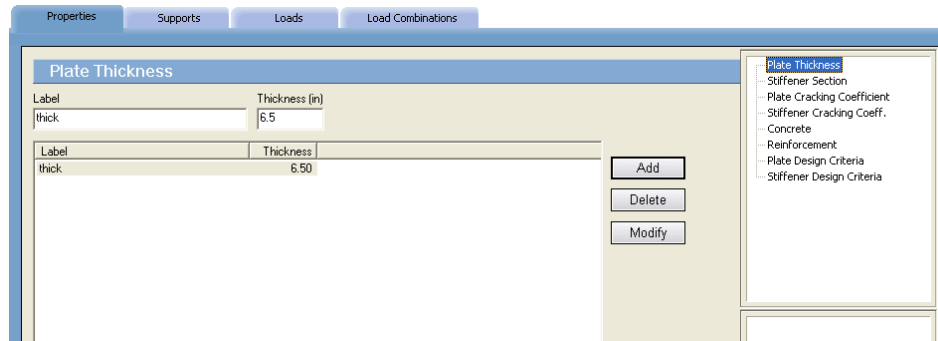 Properties Supports Loads Load Combinations
Plate Thickness
Label Thickness (in)
thick 6.5
Label Thickness
thick 6.50
Add
Delete
Modify
Plate Thickness
Stiffener Section
Plate Cracking Coefficient
Stiffener Cracking Coeff.
Concrete
Reinforcement
Plate Design Criteria
Stiffener Design Criteria